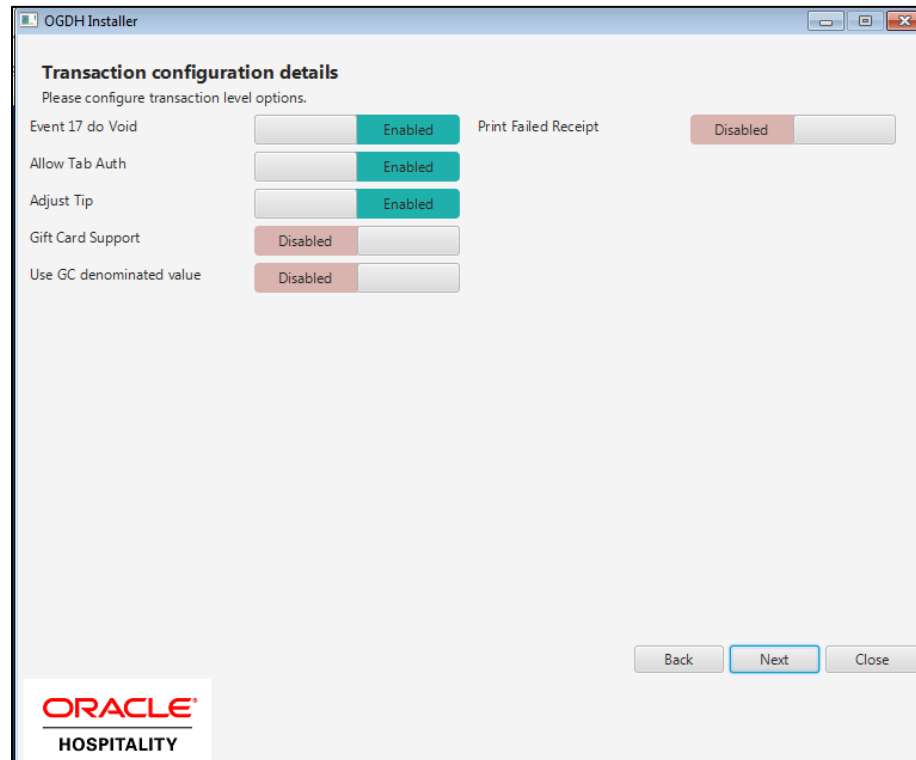 OGDH Installer
Transaction configuration details
Please configure transaction level options.
Event 17 do Void Enabled Print Failed Receipt Disabled
Allow Tab Auth Enabled
Adjust Tip Enabled
Gift Card Support Disabled
Use GC denominated value Disabled
Back Next Close
ORACLE®
HOSPITALITY